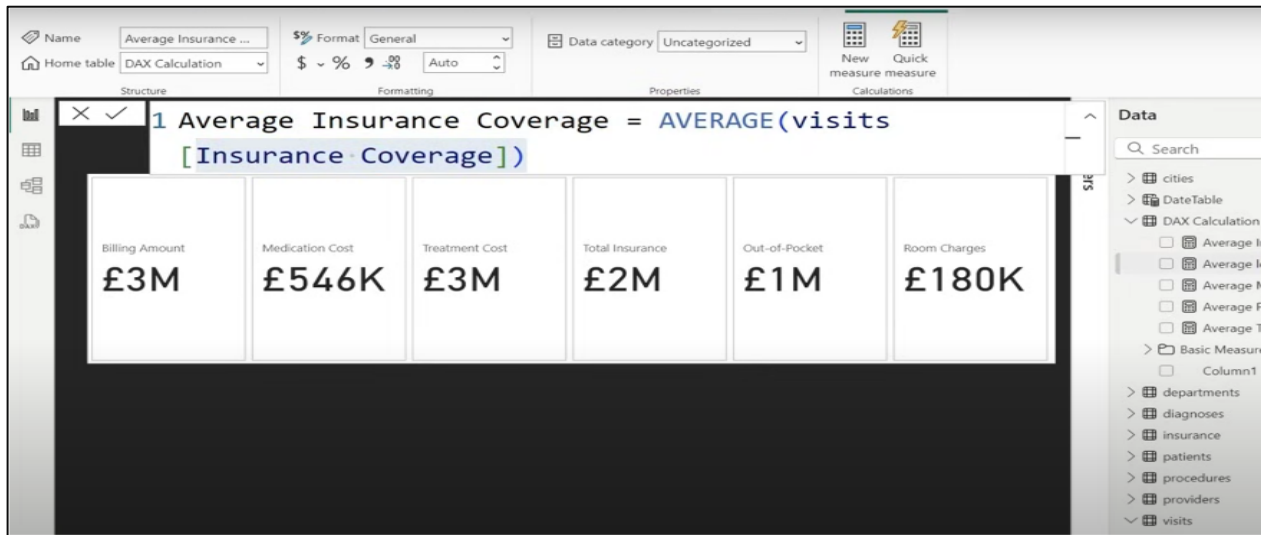 Name
Average Insurance ...
Format
General
Data category
Uncategorized
Home table
DAX Calculation
$ % Auto
New measure
Quick measure
Structure
Formatting
Properties
Calculations
1 Average Insurance Coverage = AVERAGE(visits
[Insurance Coverage])
Data
Search
cities
DateTable
DAX Calculation
Average I
Average
Average M
Average P
Average T
Basic Measur
Column1
departments
diagnoses
insurance
patients
procedures
providers
visits
Billing Amount
£3M
Medication Cost
£546K
Treatment Cost
£3M
Total Insurance
£2M
Out-of-Pocket
£1M
Room Charges
£180K